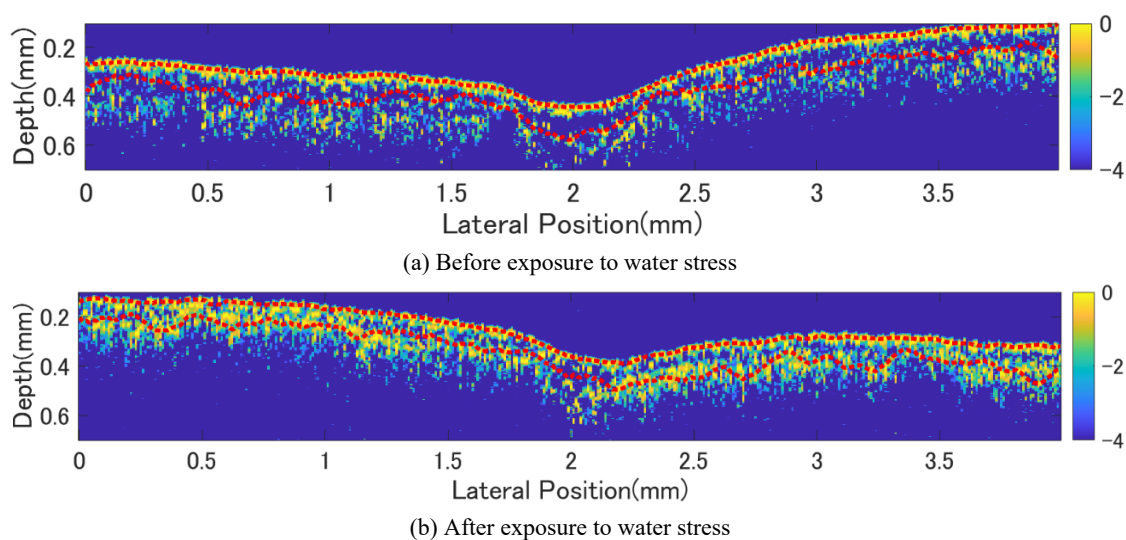 0
0.2
0.4
0.6
Depth(mm)
−2
−4
0 0.5 1 1.5 2 2.5 3 3.5
Lateral Position(mm)
(a) Before exposure to water stress
0
0.2
0.4
0.6
Depth(mm)
−2
−4
0 0.5 1 1.5 2 2.5 3 3.5
Lateral Position(mm)
(b) After exposure to water stress